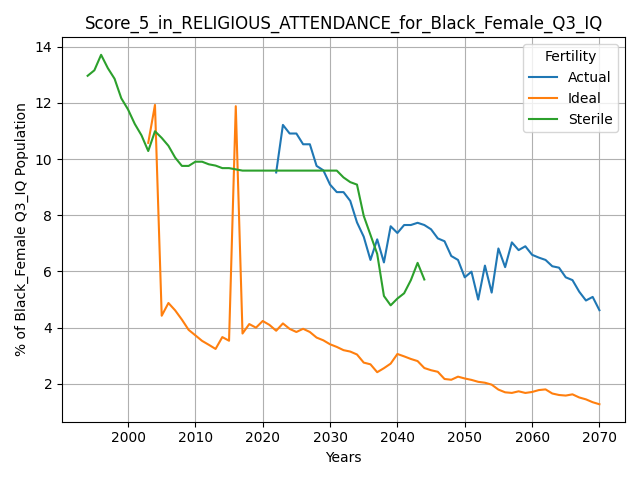 Score_5_in_RELIGIOUS_ATTENDANCE_for_Black_Female_Q3_IQ
Fertility
Actual
Ideal
Sterile
% of Black_Female Q3_IQ Population
14
12
10
8
6
4
2
2000
2010
2020
2030
2040
2050
2060
2070
Years